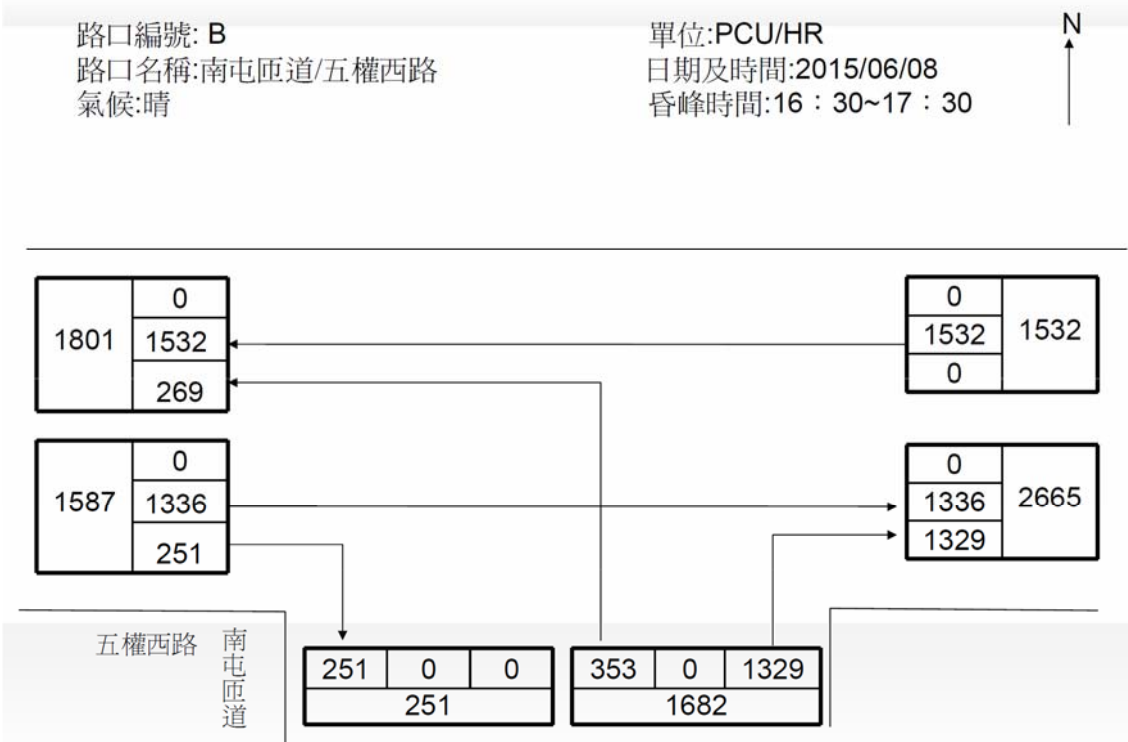 路口編號: B
路口名稱:南屯匝道/五權西路
氣候:晴
單位:PCU/HR
日期及時間:2015/06/08
昏峰時間:16：30~17：30
N
1801
0
1532
269
0
1532
0
1532
1587
0
1336
251
0
1336
1329
2665
五權西路
南屯匝道
251 0 0
251
353 0 1329
1682